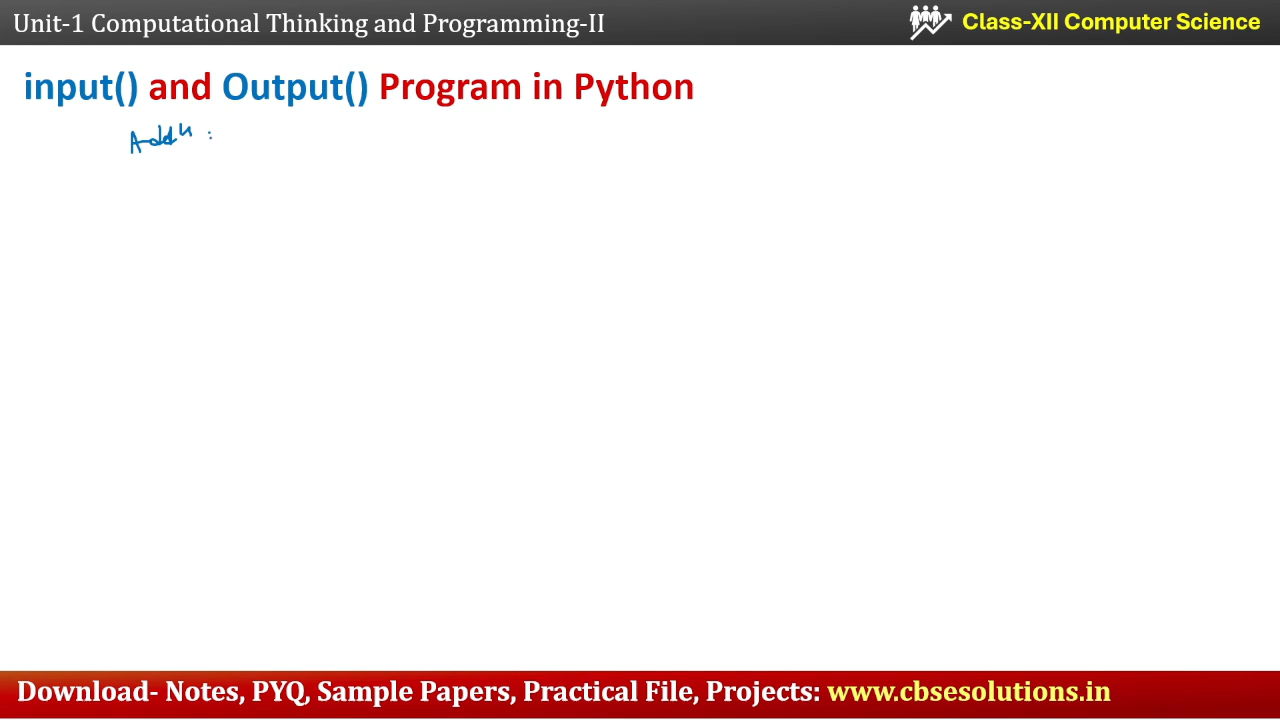 Unit-1 Computational Thinking and Programming-II
Class-XII Computer Science
input() and Output() Program in Python
Download- Notes, PYQ, Sample Papers, Practical File, Projects: www.cbsesolutions.in